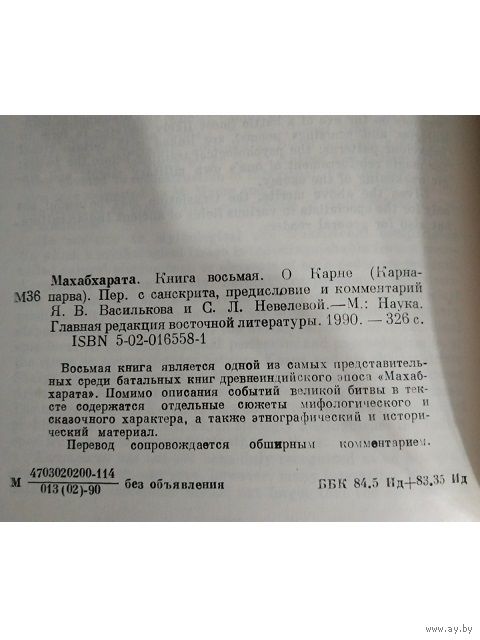 Махабхарата. Книга восьмая. О Карне (Карна-
М36 парва). Пер. с санскрита, предисловие и комментарий
Я. В. Василькова и С. Л. Невелевой.—М.: Наука.
Главная редакция восточной литературы. 1990. — 326 с.
ISBN 5-02-016558-1
Восьмая книга является одной из самых представитель-
ных среди батальных книг древнеиндийского эпоса «Махаб-
харата». Помимо описания событий великой битвы в тек-
сте содержатся отдельные сюжеты мифологического и
сказочного характера, а также этнографический и истори-
ческий материал.
Перевод сопровождается обширным комментарием.
М 4703020200-114
013(02)-90 без объявления
ББК 84.5 Ид+83.35 Ид
www.ay.by